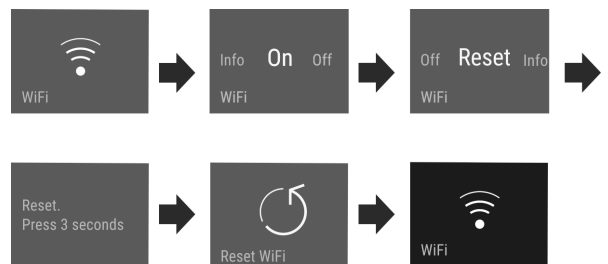 WiFi
Info On Off
WiFi
Off Reset Info
WiFi
Reset.
Press 3 seconds
Reset WiFi
WiFi